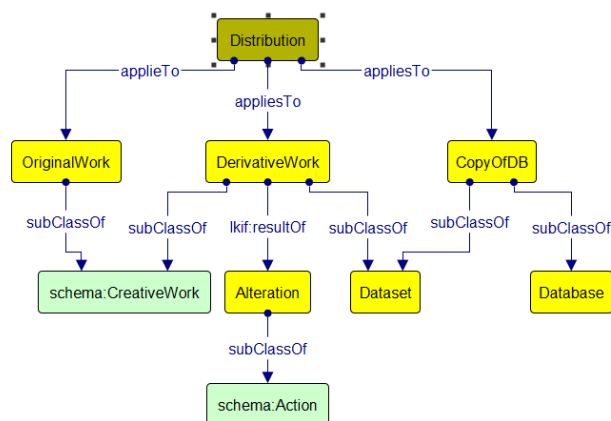 Distribution
applieTo
appliesTo
appliesTo
OriginalWork
DerivativeWork
CopyOfDB
subClassOf
subClassOf
lkif:resultOf
subClassOf
subClassOf
subClassOf
schema:CreativeWork
Alteration
Dataset
Database
subClassOf
schema:Action